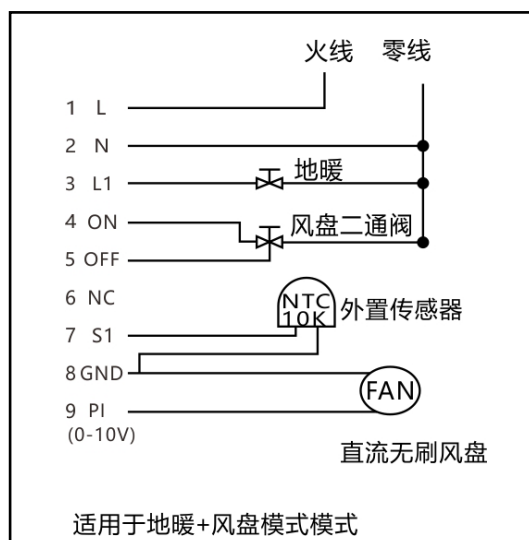 火线 零线
1 L
2 N
3 L1 地暖
4 ON 风盘二通阀
5 OFF
6 NC NTC
10K 外置传感器
7 S1
8 GND
FAN
9 PI
(0-10V)
直流无刷风盘
适用于地暖+风盘模式模式